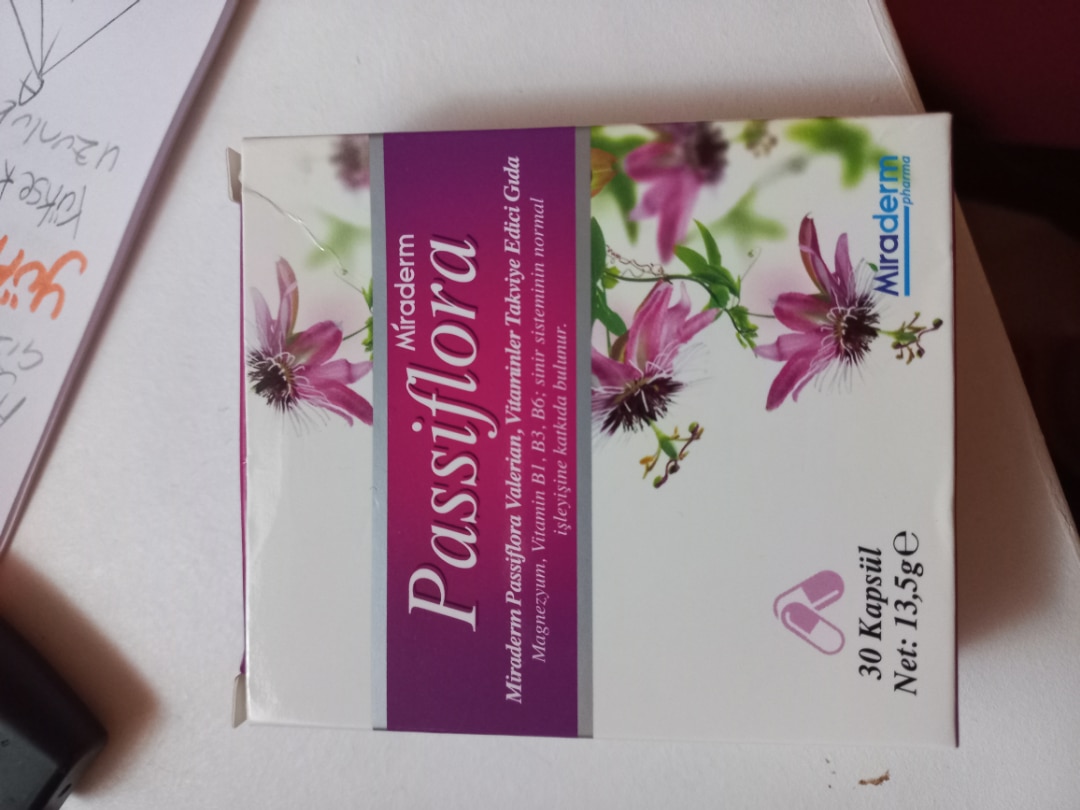 Miraderm
Passiflora
Miraderm Passiflora Valerian, Vitaminler Takviye Edici Gıda
Magnezyum, Vitamin B1, B3, B6; sinir sisteminin normal
işleyişine katkıda bulunur.
30 Kapsül
Net: 13,5g℮
Miraderm
pharma